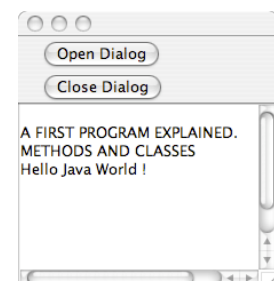 Open Dialog
Close Dialog
A FIRST PROGRAM EXPLAINED.
METHODS AND CLASSES
Hello Java World !